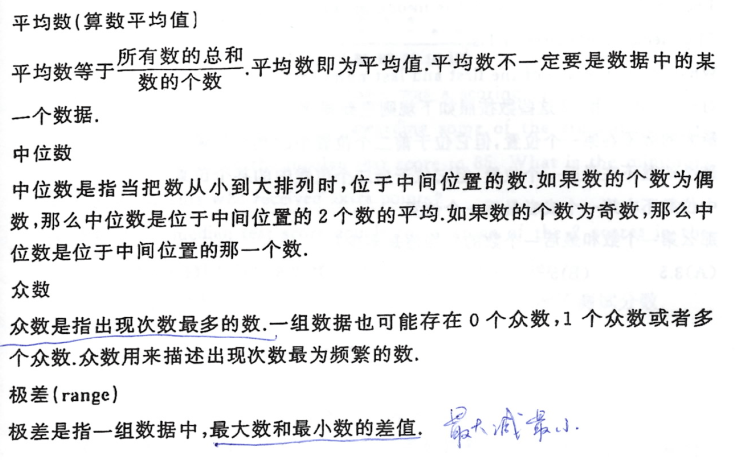 平均数(算数平均值)
平均数等于所有数的总和/数的个数.平均数即为平均值.平均数不一定要是数据中的某
一个数据.
中位数
中位数是指当把数从小到大排列时,位于中间位置的数.如果数的个数为偶
数,那么中位数是位于中间位置的2个数的平均.如果数的个数为奇数,那么中
位数是位于中间位置的那一个数.
众数
众数是指出现次数最多的数.一组数据也可能存在0个众数,1个众数或者多
个众数.众数用来描述出现次数最为频繁的数.
极差(range)
极差是指一组数据中,最大数和最小数的差值. 最大减最小.